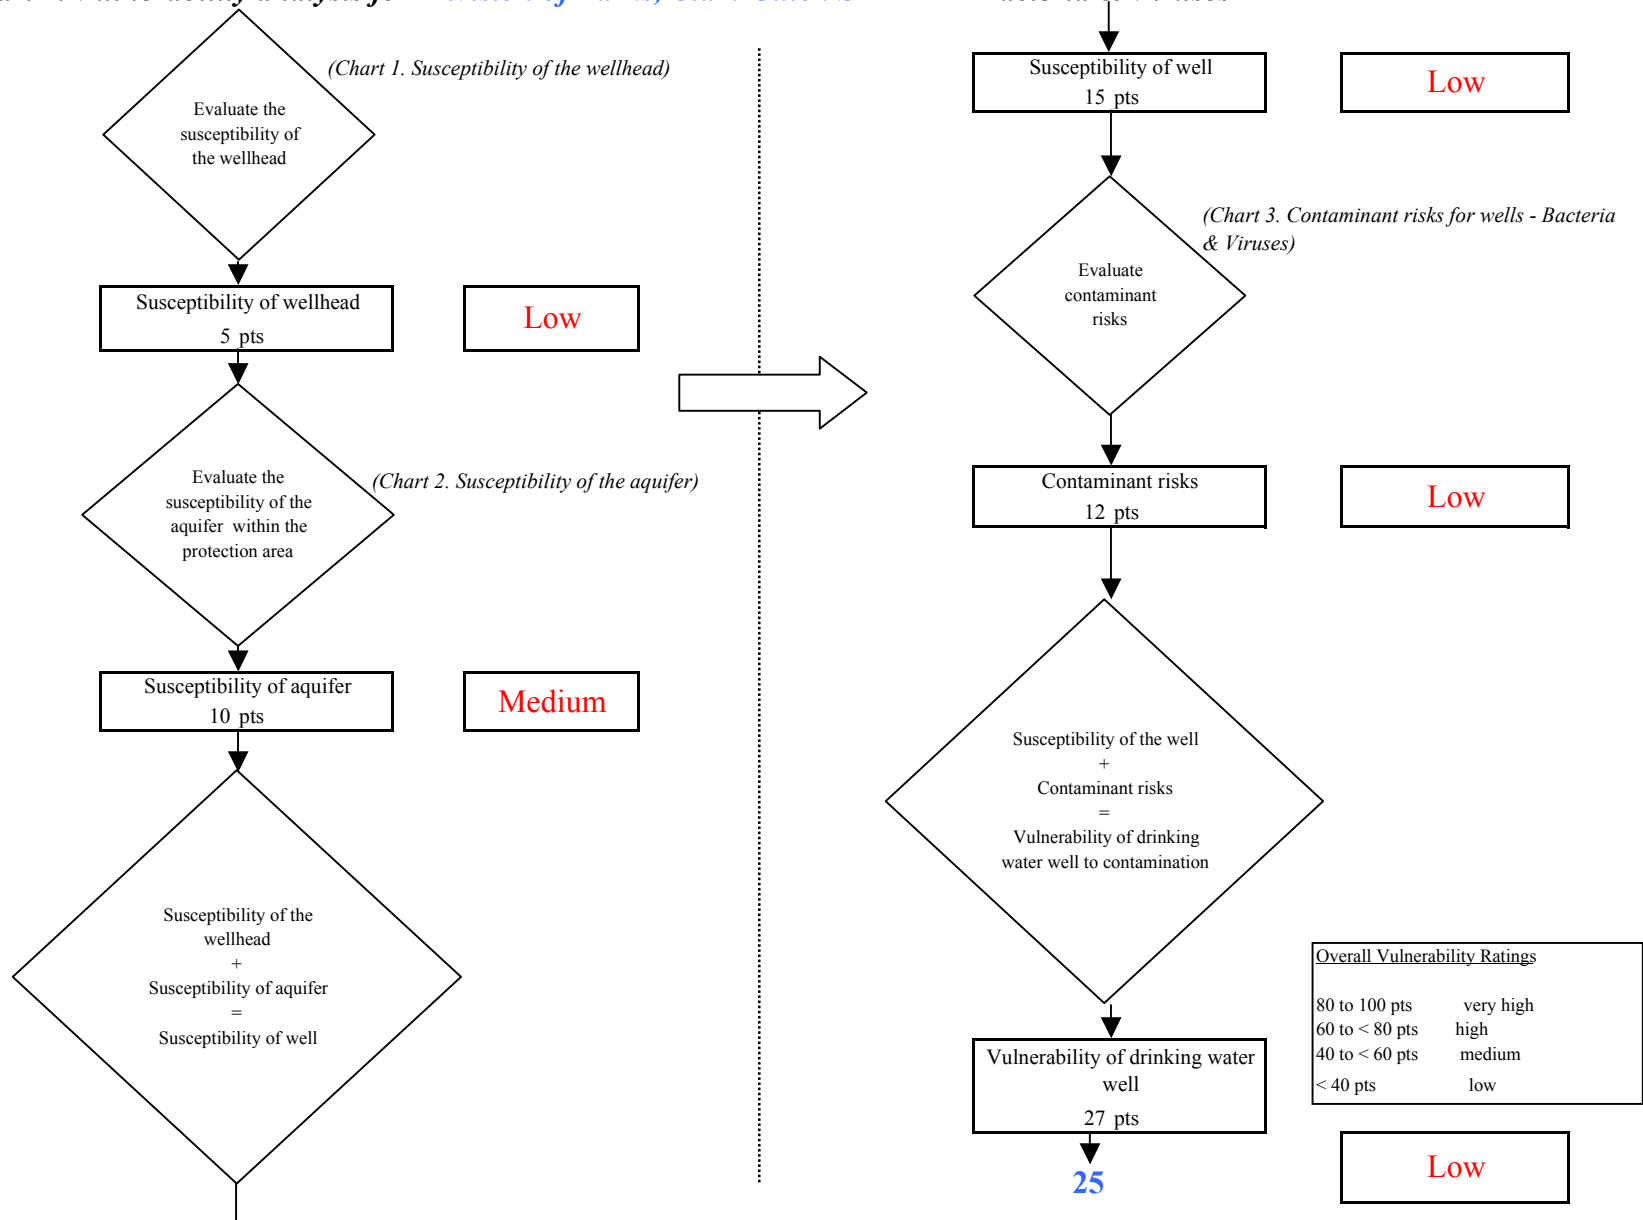 (Chart 1. Susceptibility of the wellhead)
Evaluate the
susceptibility of
the wellhead
Susceptibility of wellhead
5 pts
Low
Evaluate the
susceptibility of the
aquifer within the
protection area
(Chart 2. Susceptibility of the aquifer)
Susceptibility of aquifer
10 pts
Medium
Susceptibility of the
wellhead
+
Susceptibility of aquifer
=
Susceptibility of well
Susceptibility of well
15 pts
Low
(Chart 3. Contaminant risks for wells - Bacteria
& Viruses)
Evaluate
contaminant
risks
Contaminant risks
12 pts
Low
Susceptibility of the well
+
Contaminant risks
=
Vulnerability of drinking
water well to contamination
Vulnerability of drinking water
well
27 pts
25
Overall Vulnerability Ratings
80 to 100 pts very high
60 to < 80 pts high
40 to < 60 pts medium
< 40 pts low
Low